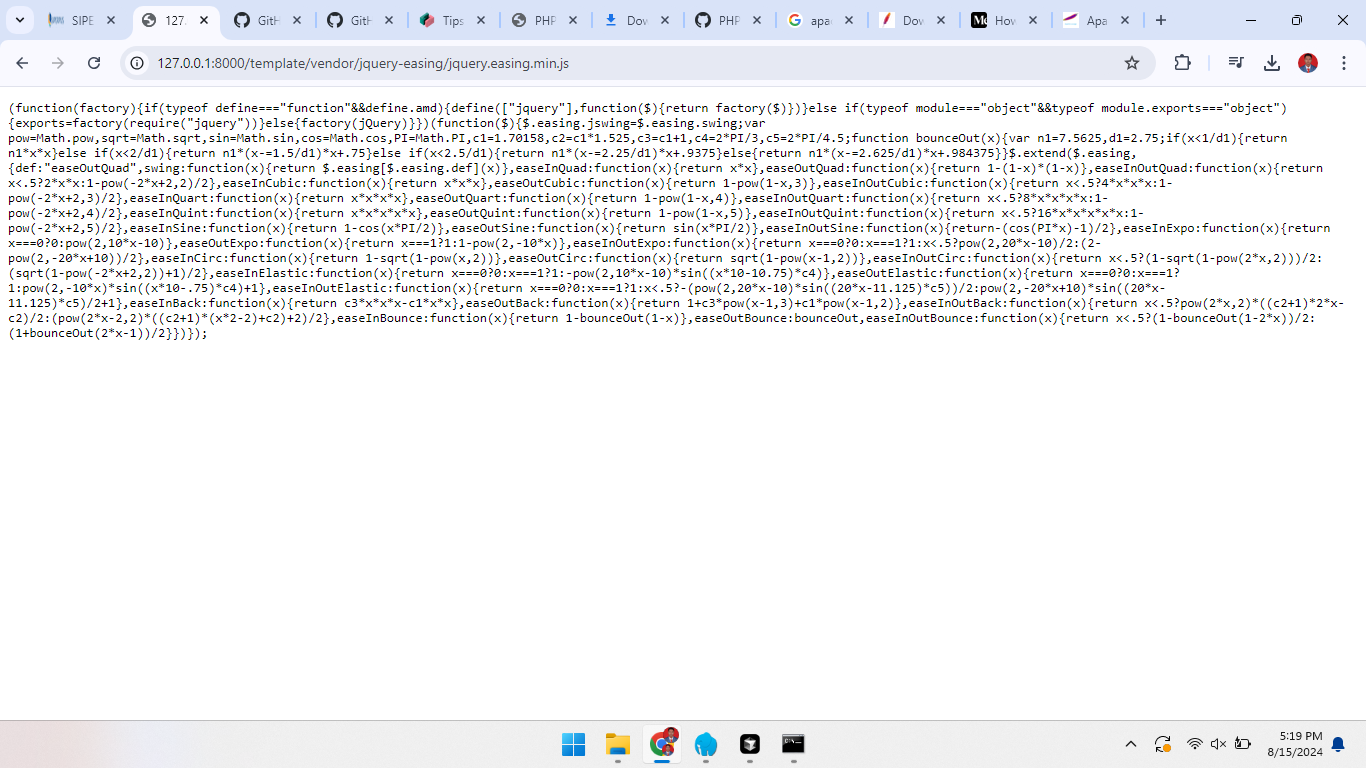 SIPE
127.
GitH
GitH
Tips
PHP
Dov
PHP
apa
Dov
Mc
How
Apa
127.0.0.1:8000/template/vendor/jquery-easing/jquery.easing.min.js
(function(factory){if(typeof define==="function"&&define.amd){define(["jquery"],function($){return factory($)})}else if(typeof module==="object"&&typeof module.exports==="object")
{exports=factory(require("jquery"))}else{factory(jQuery)}})(function($){$.easing.jswing=$.easing.swing;var
pow=Math.pow,sqrt=Math.sqrt,sin=Math.sin,cos=Math.cos,PI=Math.PI,c1=1.70158,c2=c1*1.525,c3=c1+1,c4=2*PI/3,c5=2*PI/4.5;function bounceOut(x){var n1=7.5625,d1=2.75;if(x<1/d1){return
n1*x*x}else if(x<2/d1){return n1*(x-=1.5/d1)*x+.75}else if(x<2.5/d1){return n1*(x-=2.25/d1)*x+.9375}else{return n1*(x-=2.625/d1)*x+.984375}}$.extend($.easing,
{def:"easeOutQuad",swing:function(x){return $.easing[$.easing.def](x)},easeInQuad:function(x){return x*x},easeOutQuad:function(x){return 1-(1-x)*(1-x)},easeInOutQuad:function(x){return
x<.5?2*x*x:1-pow(-2*x+2,2)/2},easeInCubic:function(x){return x*x*x},easeOutCubic:function(x){return 1-pow(1-x,3)},easeInOutCubic:function(x){return x<.5?4*x*x*x:1-
pow(-2*x+2,3)/2},easeInQuart:function(x){return x*x*x*x},easeOutQuart:function(x){return 1-pow(1-x,4)},easeInOutQuart:function(x){return x<.5?8*x*x*x*x:1-
pow(-2*x+2,4)/2},easeInQuint:function(x){return x*x*x*x*x},easeOutQuint:function(x){return 1-pow(1-x,5)},easeInOutQuint:function(x){return x<.5?16*x*x*x*x*x:1-
pow(-2*x+2,5)/2},easeInSine:function(x){return 1-cos(x*PI/2)},easeOutSine:function(x){return sin(x*PI/2)},easeInOutSine:function(x){return-(cos(PI*x)-1)/2},easeInExpo:function(x){return
x===0?0:pow(2,10*x-10)},easeOutExpo:function(x){return x===1?1:1-pow(2,-10*x)},easeInOutExpo:function(x){return x===0?0:x===1?1:x<.5?pow(2,20*x-10)/2:(2-
pow(2,-20*x+10))/2},easeInCirc:function(x){return 1-sqrt(1-pow(x,2))},easeOutCirc:function(x){return sqrt(1-pow(x-1,2))},easeInOutCirc:function(x){return x<.5?(1-sqrt(1-pow(2*x,2)))/2:
(sqrt(1-pow(-2*x+2,2))+1)/2},easeInElastic:function(x){return x===0?0:x===1?1:-pow(2,10*x-10)*sin((x*10-10.75)*c4)},easeOutElastic:function(x){return x===0?0:x===1?
1:pow(2,-10*x)*sin((x*10-.75)*c4)+1},easeInOutElastic:function(x){return x===0?0:x===1?1:x<.5?-(pow(2,20*x-10)*sin((20*x-11.125)*c5))/2:pow(2,-20*x+10)*sin((20*x-
11.125)*c5)/2+1},easeInBack:function(x){return c3*x*x*x-c1*x*x},easeOutBack:function(x){return 1+c3*pow(x-1,3)+c1*pow(x-1,2)},easeInOutBack:function(x){return x<.5?pow(2*x,2)*((c2+1)*2*x-
c2)/2:(pow(2*x-2,2)*((c2+1)*(x*2-2)+c2)+2)/2},easeInBounce:function(x){return 1-bounceOut(1-x)},easeOutBounce:bounceOut,easeInOutBounce:function(x){return x<.5?(1-bounceOut(1-2*x))/2:
(1+bounceOut(2*x-1))/2}})});
5:19 PM
8/15/2024